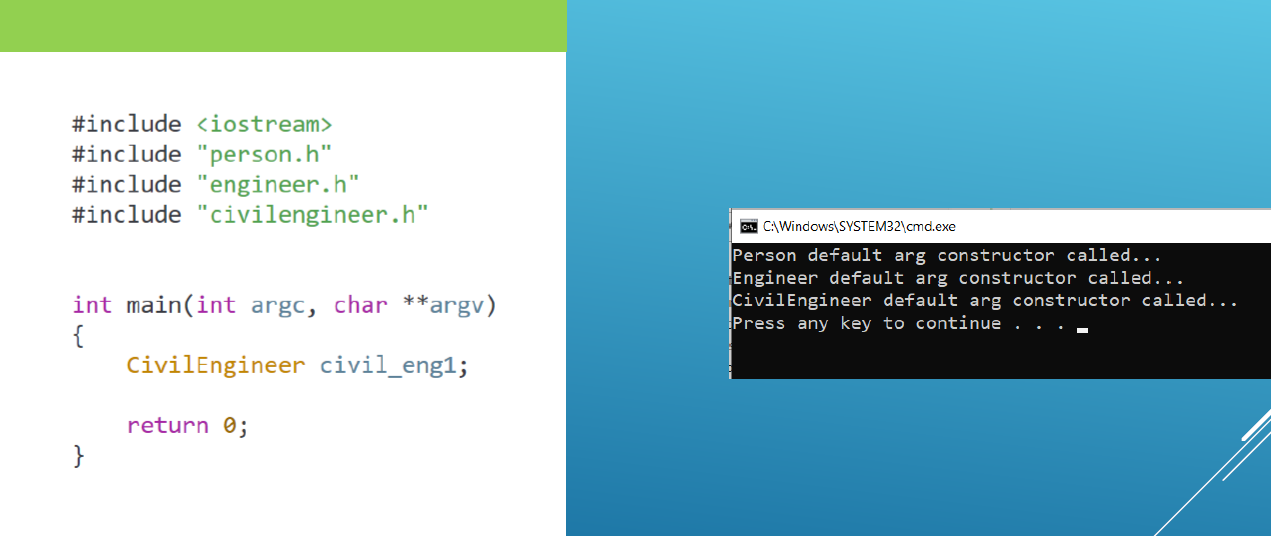 #include <iostream>
#include "person.h"
#include "engineer.h"
#include "civilengineer.h"
int main(int argc, char **argv)
{
    CivilEngineer civil_eng1;
    return 0;
}
C:\Windows\SYSTEM32\cmd.exe
Person default arg constructor called...
Engineer default arg constructor called...
CivilEngineer default arg constructor called...
Press any key to continue . . .